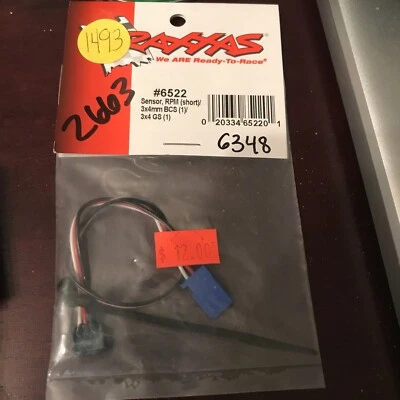 1493
TRAXXAS
We ARE Ready-To-Race®
2663
#6522
Sensor, RPM (short)/
3x4mm BCS (1)/
3x4 GS (1)
0 20334 65220 1
6348
$ 12.00